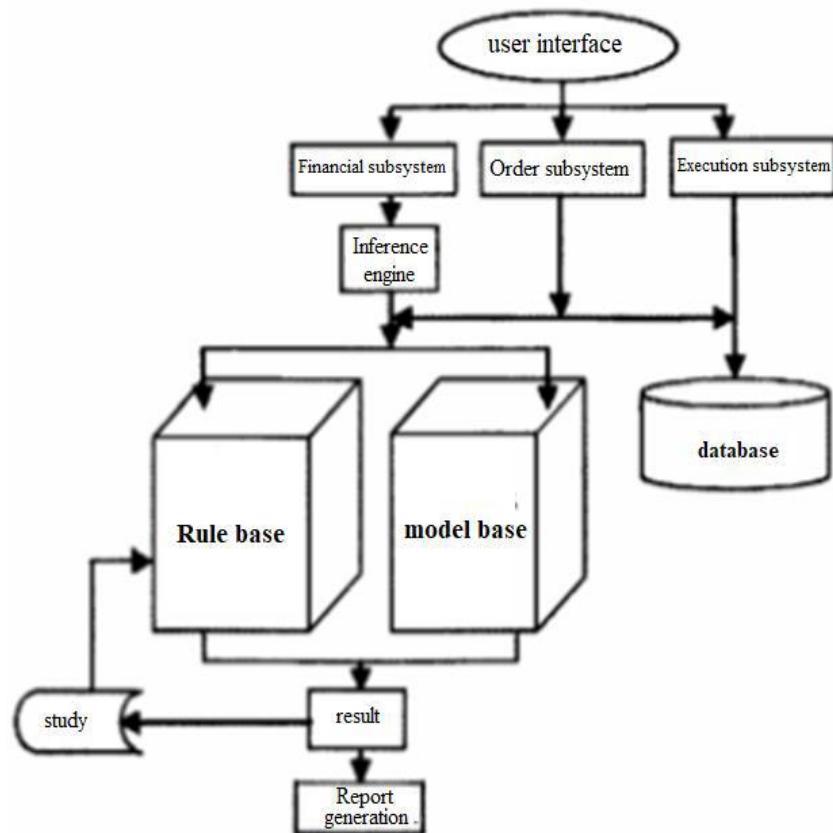 user interface
Financial subsystem
Order subsystem
Execution subsystem
Inference
engine
database
Rule base
model base
study
result
Report
generation